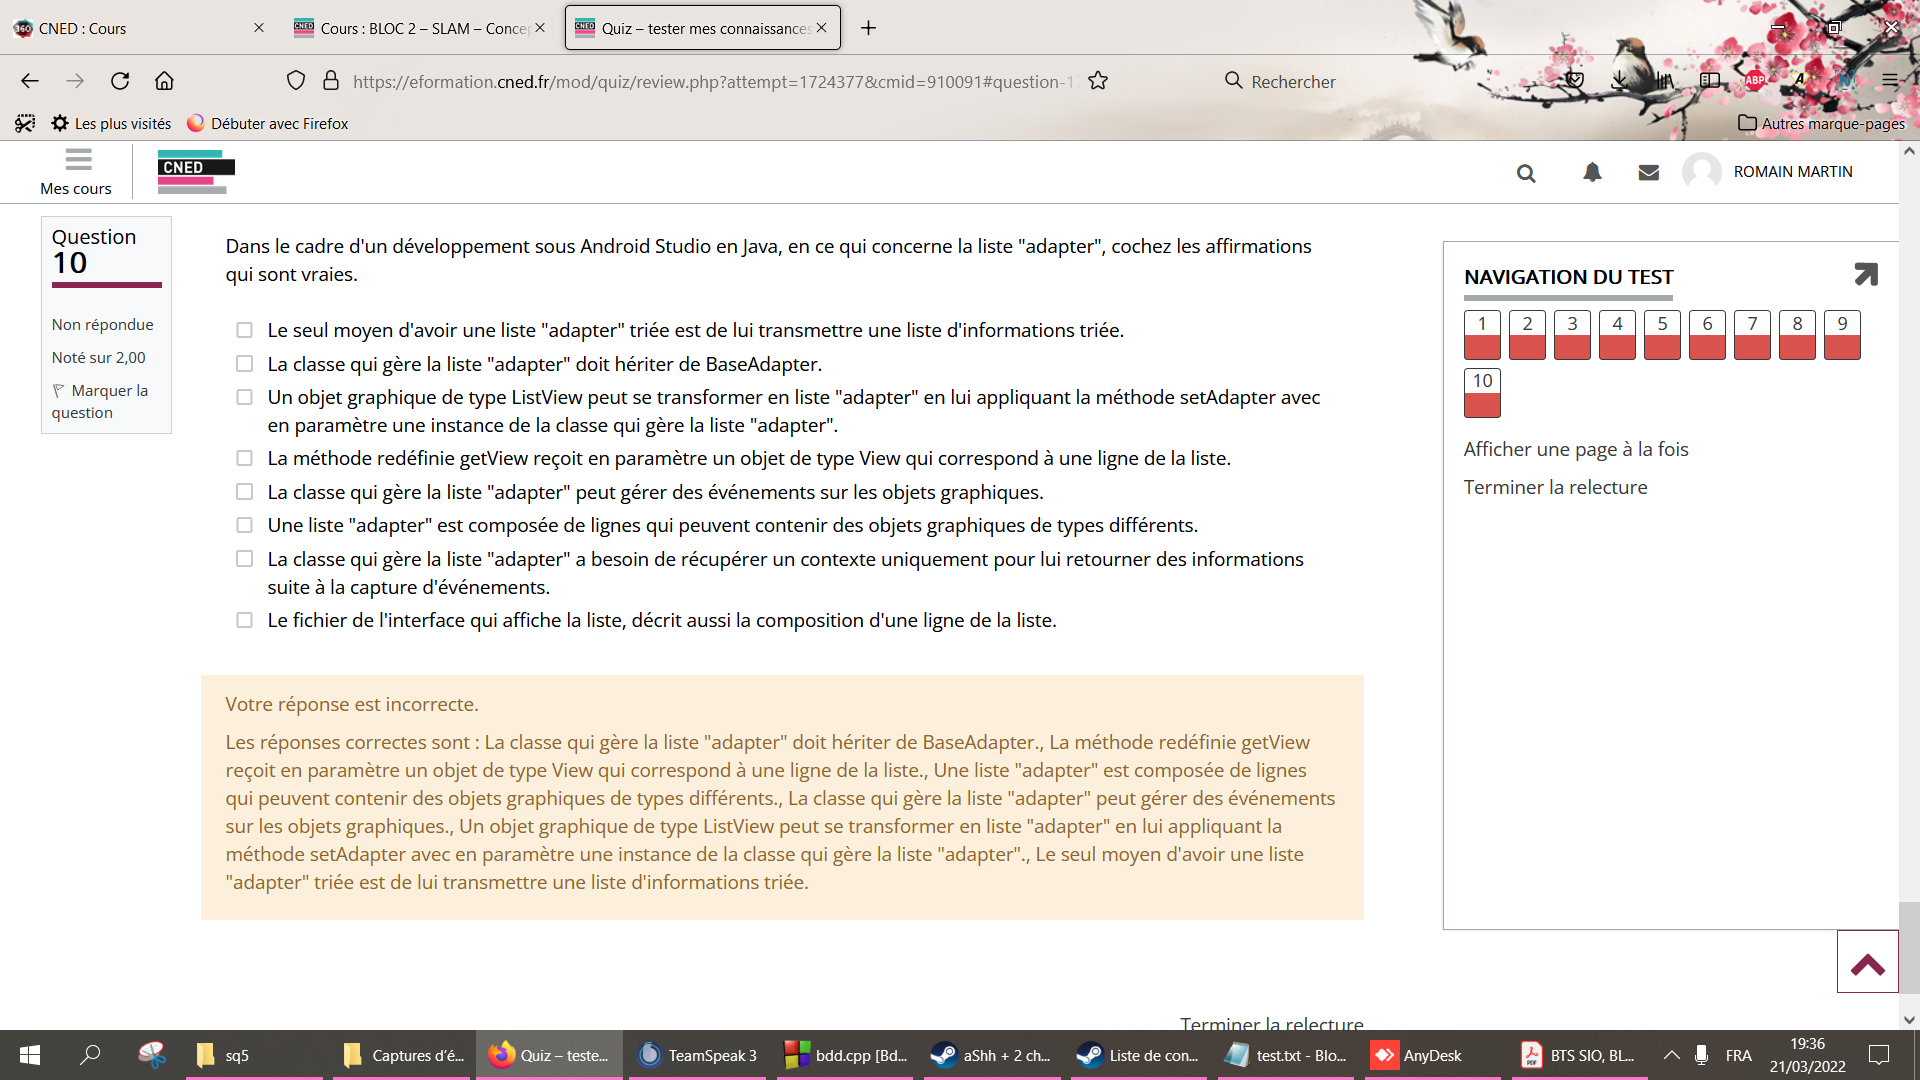 CNED : Cours
Cours : BLOC 2 – SLAM – Concep
Quiz – tester mes connaissances
https://eformation.cned.fr/mod/quiz/review.php?attempt=1724377&cmid=910091#question-1
Rechercher
ABP
Les plus visités
Débuter avec Firefox
Autres marque-pages
Mes cours
CNED
ROMAIN MARTIN
Question
10
Non répondue
Noté sur 2,00
Marquer la
question
Dans le cadre d'un développement sous Android Studio en Java, en ce qui concerne la liste "adapter", cochez les affirmations
qui sont vraies.
Le seul moyen d'avoir une liste "adapter" triée est de lui transmettre une liste d'informations triée.
La classe qui gère la liste "adapter" doit hériter de BaseAdapter.
Un objet graphique de type ListView peut se transformer en liste "adapter" en lui appliquant la méthode setAdapter avec
en paramètre une instance de la classe qui gère la liste "adapter".
La méthode redéfinie getView reçoit en paramètre un objet de type View qui correspond à une ligne de la liste.
La classe qui gère la liste "adapter" peut gérer des événements sur les objets graphiques.
Une liste "adapter" est composée de lignes qui peuvent contenir des objets graphiques de types différents.
La classe qui gère la liste "adapter" a besoin de récupérer un contexte uniquement pour lui retourner des informations
suite à la capture d'événements.
Le fichier de l'interface qui affiche la liste, décrit aussi la composition d'une ligne de la liste.
Votre réponse est incorrecte.
Les réponses correctes sont : La classe qui gère la liste "adapter" doit hériter de BaseAdapter., La méthode redéfinie getView
reçoit en paramètre un objet de type View qui correspond à une ligne de la liste., Une liste "adapter" est composée de lignes
qui peuvent contenir des objets graphiques de types différents., La classe qui gère la liste "adapter" peut gérer des événements
sur les objets graphiques., Un objet graphique de type ListView peut se transformer en liste "adapter" en lui appliquant la
méthode setAdapter avec en paramètre une instance de la classe qui gère la liste "adapter"., Le seul moyen d'avoir une liste
"adapter" triée est de lui transmettre une liste d'informations triée.
NAVIGATION DU TEST
1 2 3 4 5 6 7 8 9
10
Afficher une page à la fois
Terminer la relecture
Terminer la relecture
sq5
Captures d'é...
Quiz – teste...
TeamSpeak 3
bdd.cpp [Bd...
aShh + 2 ch...
Liste de con...
test.txt - Blo...
AnyDesk
BTS SIO, BL...
FRA
19:36
21/03/2022